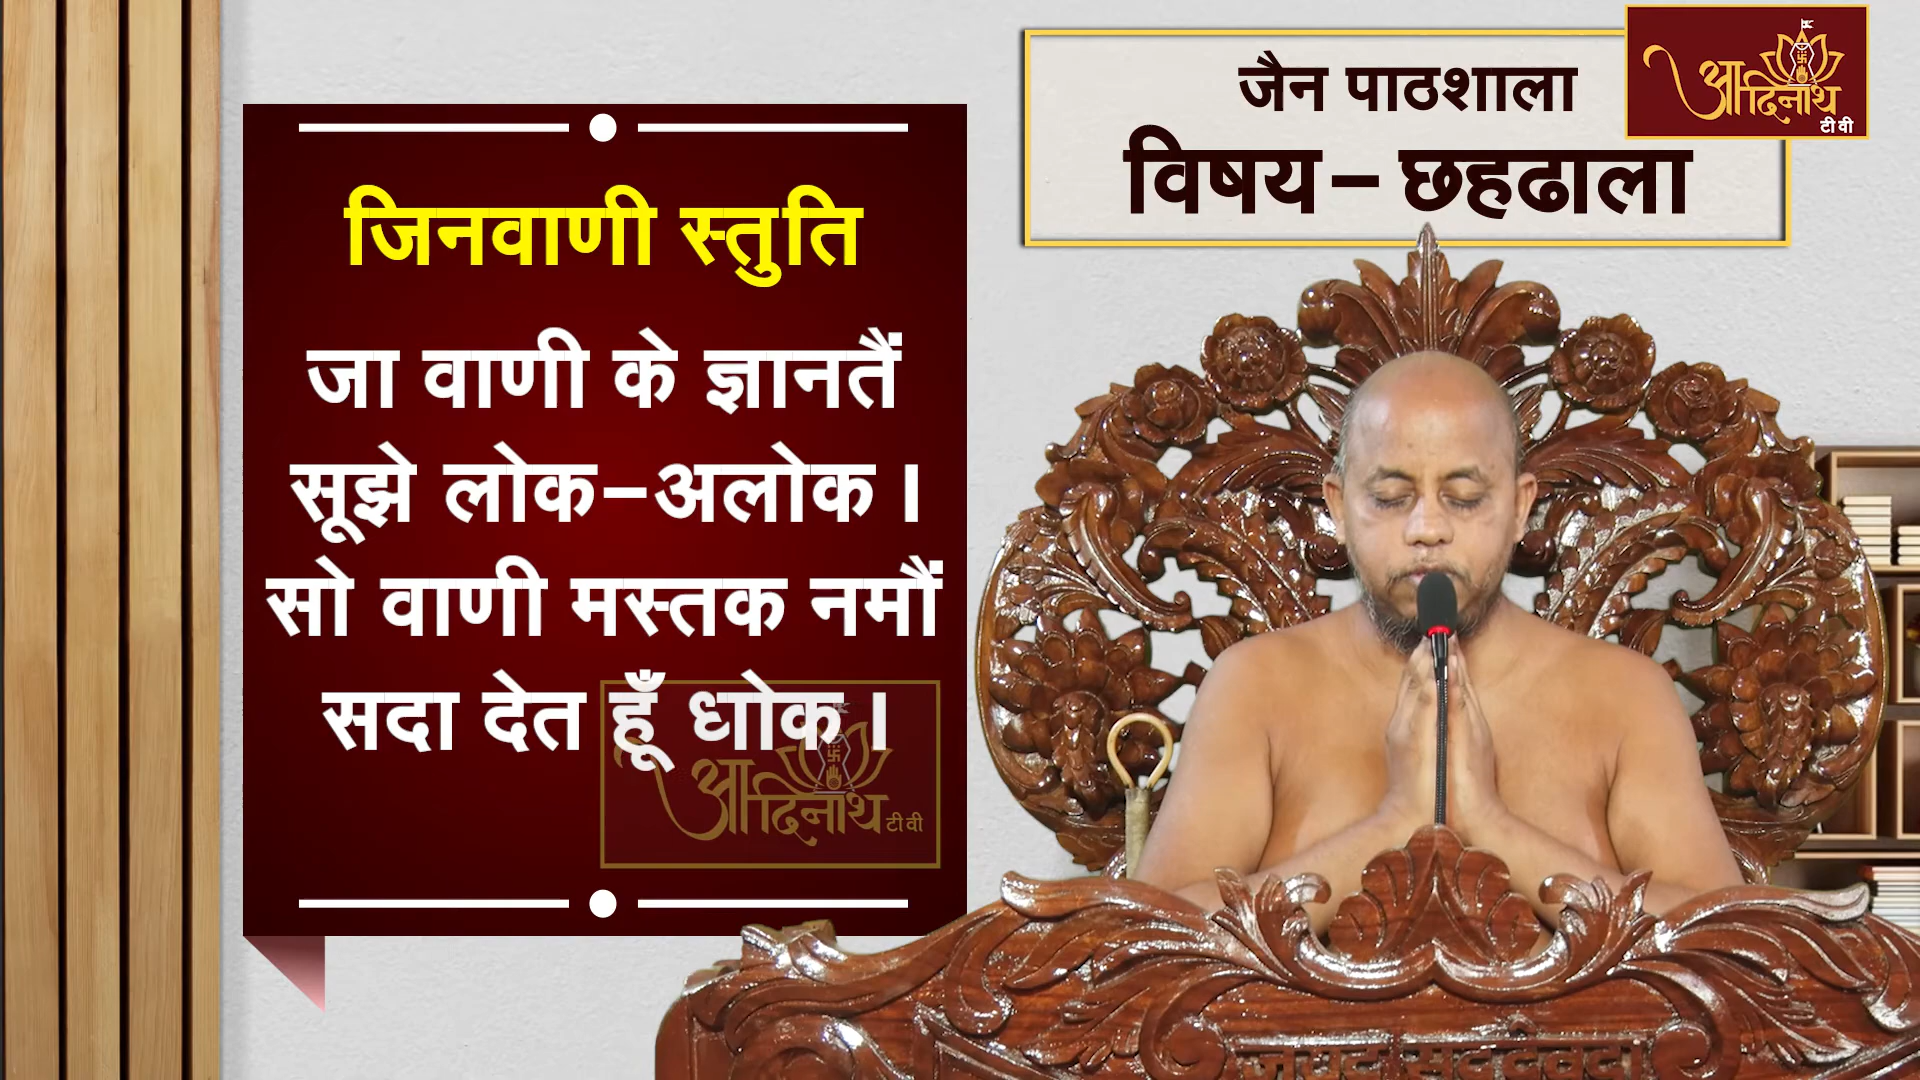 जैन पाठशाला
विषय – छहढाला
आदिनाथ
टी वी
जिनवाणी स्तुति
जा वाणी के ज्ञानतैं
सूझे लोक–अलोक ।
सो वाणी मस्तक नमौं
सदा देत हूँ धोक ।
आदिनाथ टी वी